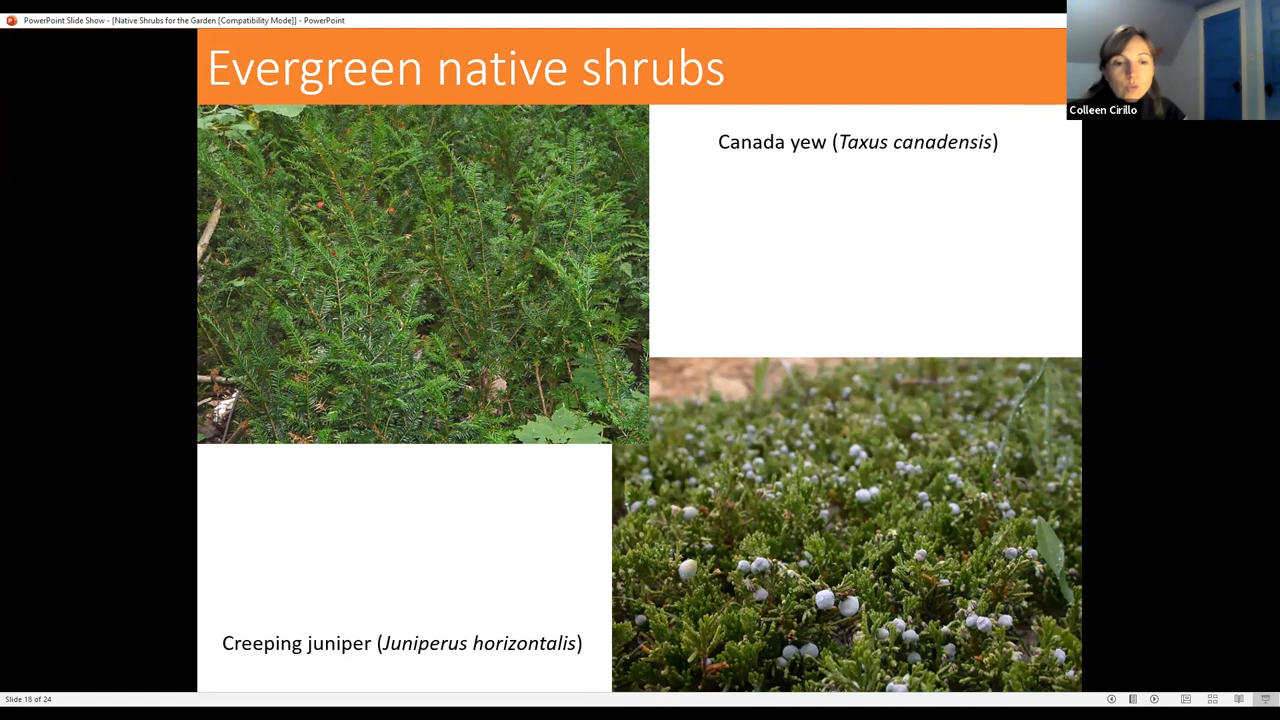 PowerPoint Slide Show - [Native Shrubs for the Garden [Compatibility Mode]] - PowerPoint
Evergreen native shrubs
Colleen Cirillo
Canada yew (Taxus canadensis)
Creeping juniper (Juniperus horizontalis)
Slide 18 of 24